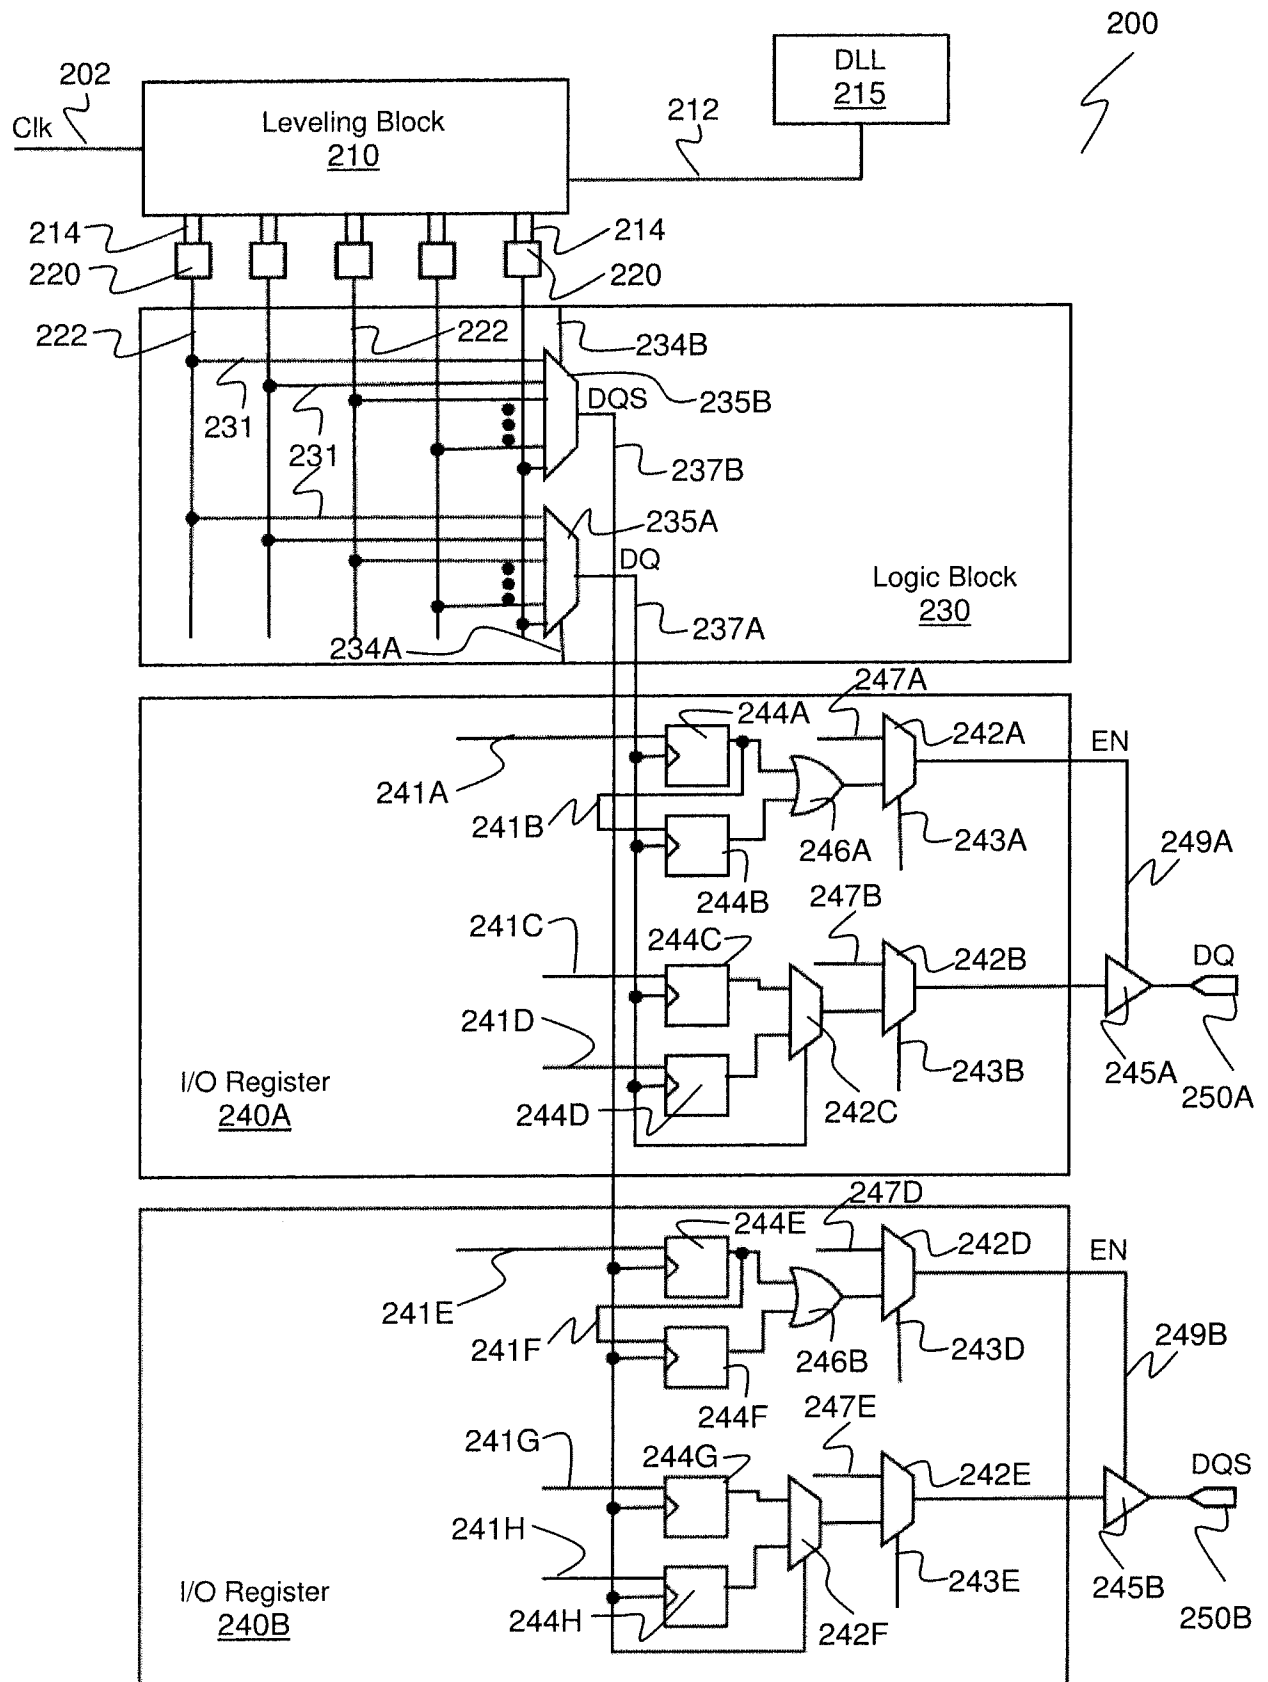 200
202
Clk
Leveling Block
210
DLL
215
212
214
214
220
220
222
222
234B
231
DQS
235B
231
237B
235A
DQ
Logic Block
230
237A
234A
247A
244A
242A
EN
241A
241B
246A
243A
249A
244B
247B
241C
244C
242B
DQ
241D
243B
245A
I/O Register
240A
244D
242C
250A
247D
244E
242D
EN
241E
241F
246B
243D
249B
244F
247E
241G
244G
242E
DQS
241H
243E
245B
I/O Register
240B
244H
242F
250B